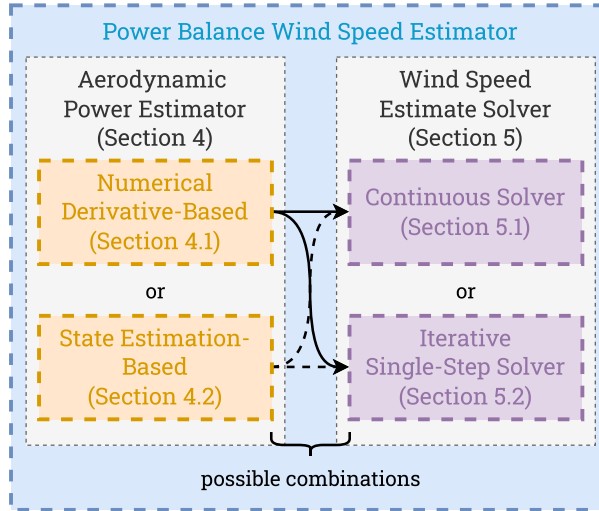 Power Balance Wind Speed Estimator
Aerodynamic
Power Estimator
(Section 4)
Numerical
Derivative-Based
(Section 4.1)
or
State Estimation-
Based
(Section 4.2)
Wind Speed
Estimate Solver
(Section 5)
Continuous Solver
(Section 5.1)
or
Iterative
Single-Step Solver
(Section 5.2)
possible combinations